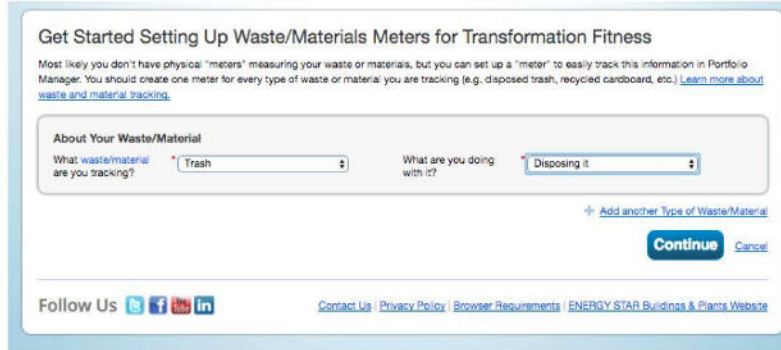 Get Started Setting Up Waste/Materials Meters for Transformation Fitness
Most likely you don't have physical "meters" measuring your waste or materials, but you can set up a "meter" to easily track this information in Portfolio
Manager. You should create one meter for every type of waste or material you are tracking (e.g. disposed trash, recycled cardboard, etc.) Learn more about
waste and material tracking.
About Your Waste/Material
What waste/material * Trash What are you doing * Disposing it
are you tracking? with it?
Add another Type of Waste/Material
Continue Cancel
Follow Us Contact Us | Privacy Policy | Browser Requirements | ENERGY STAR Buildings & Plants Website